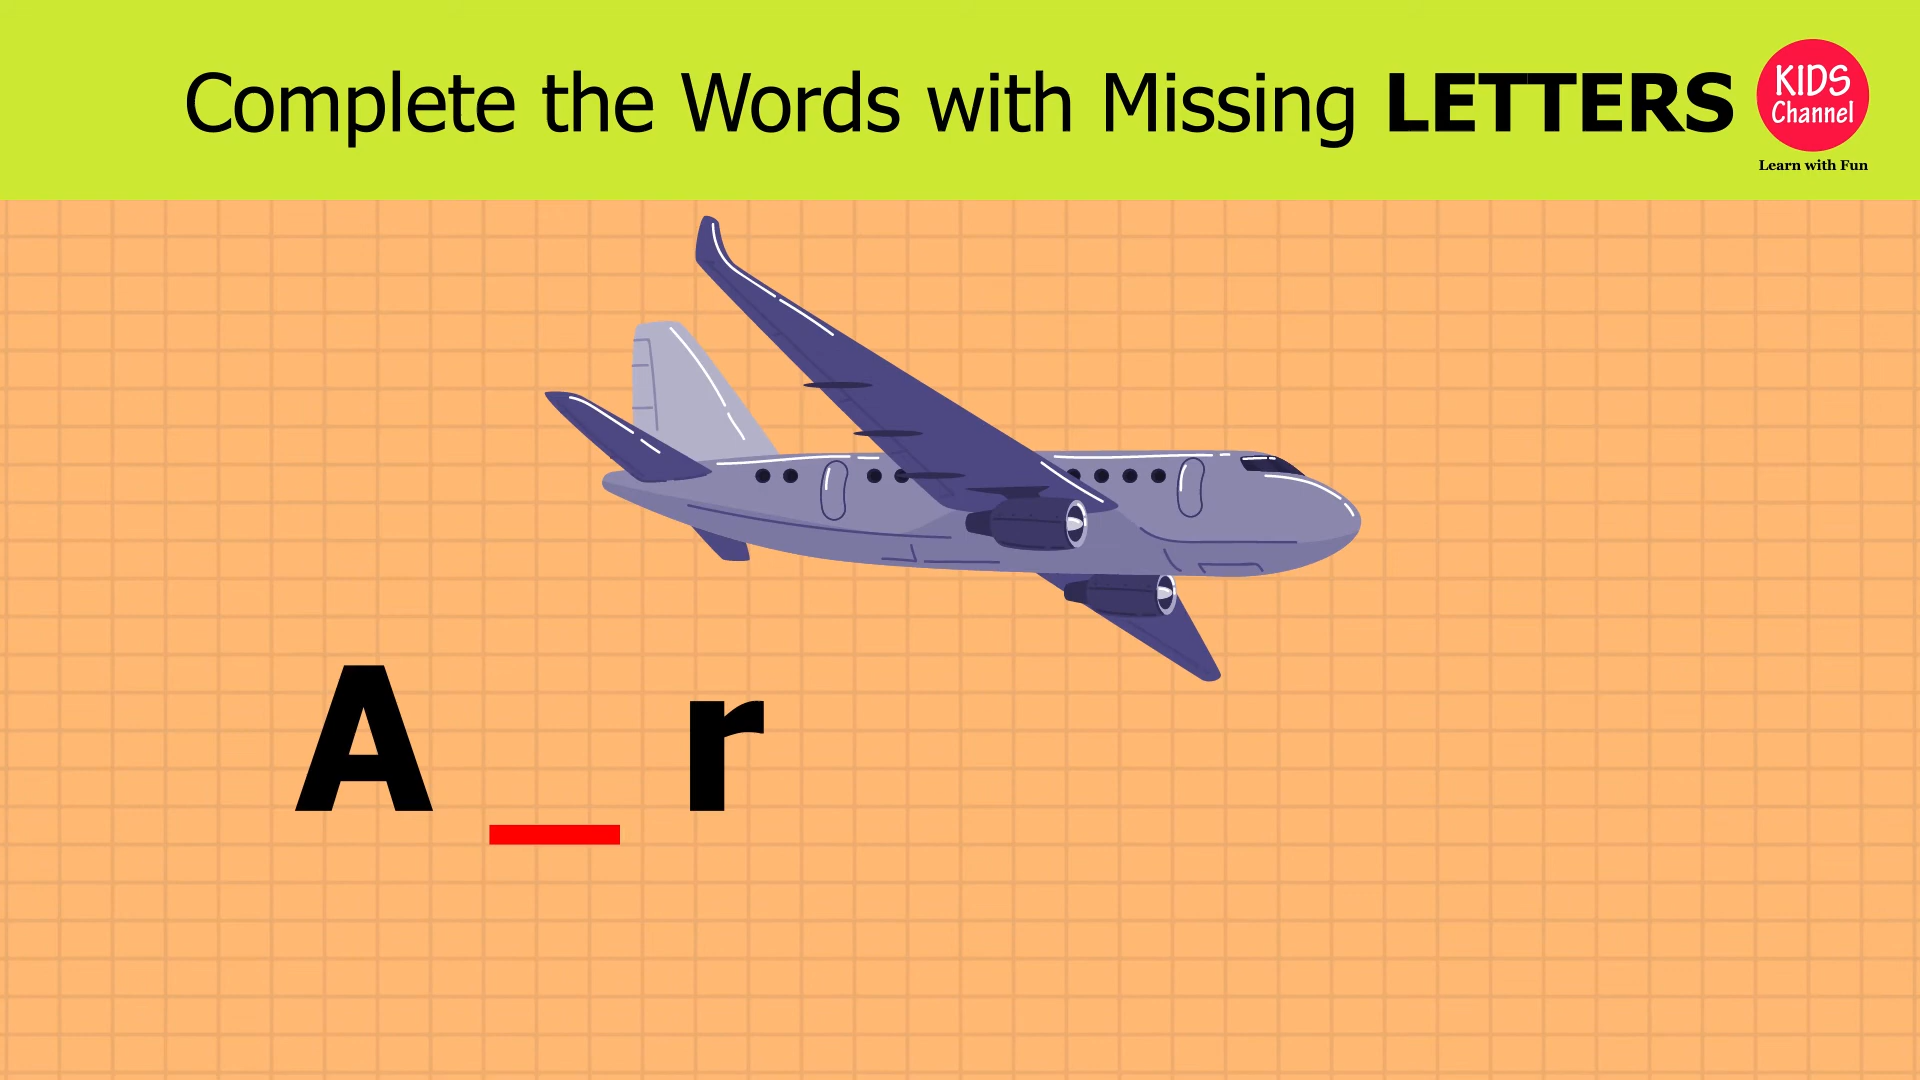 Complete the Words with Missing LETTERS
KIDS
Channel
Learn with Fun
A _ r